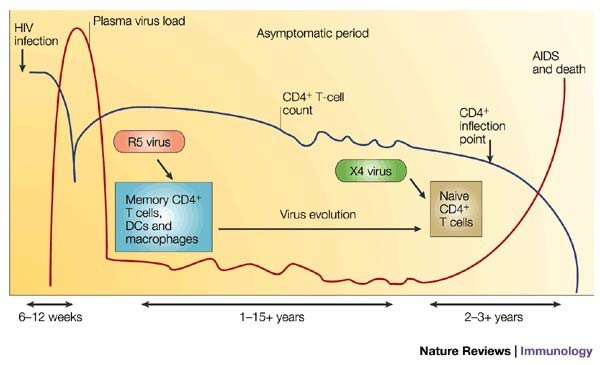 HIV
infection
Plasma virus load
Asymptomatic period
AIDS
and death
CD4+ T-cell
count
CD4+
inflection
point
R5 virus
X4 virus
Memory CD4+
T cells,
DCs and
macrophages
Virus evolution
Naive
CD4+
T cells
6–12 weeks
1–15+ years
2–3+ years
Nature Reviews | Immunology